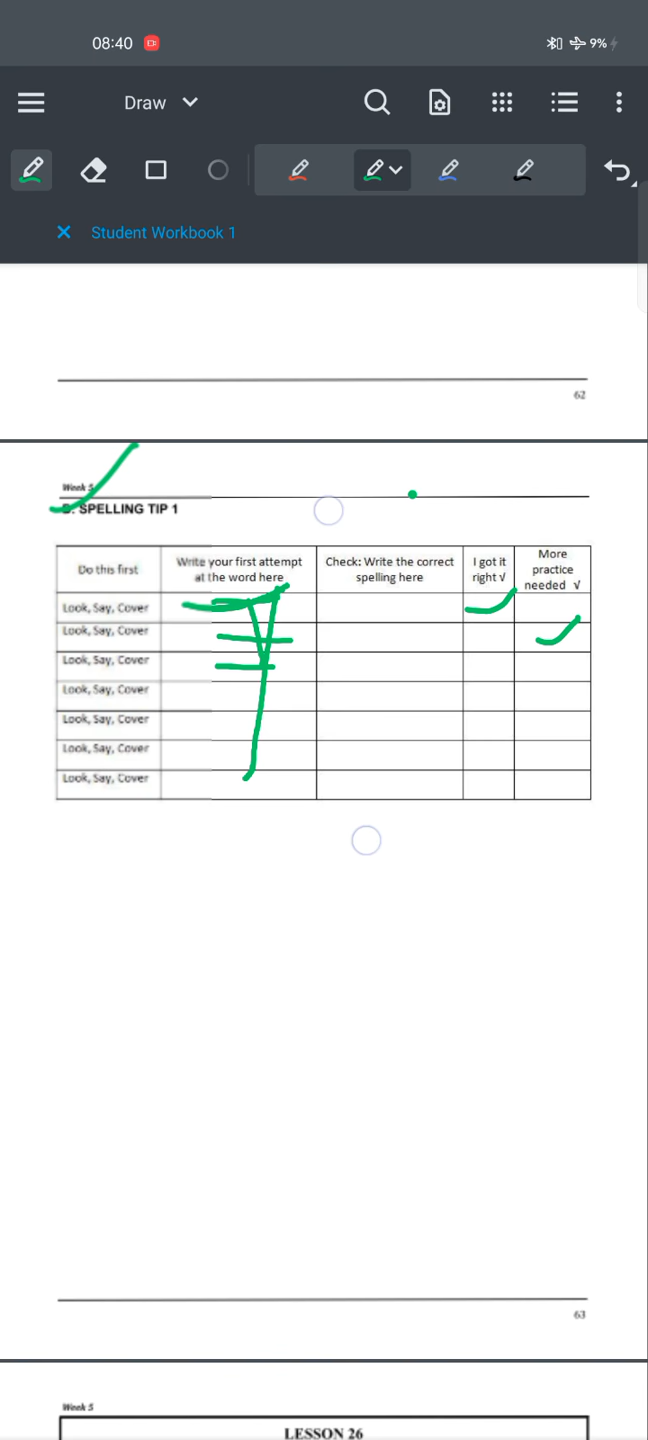 08:40
9%
Draw
Student Workbook 1
62
Week 5
B: SPELLING TIP 1
Do this first
Write your first attempt at the word here
Check: Write the correct spelling here
I got it right √
More practice needed √
Look, Say, Cover
Look, Say, Cover
Look, Say, Cover
Look, Say, Cover
Look, Say, Cover
Look, Say, Cover
Look, Say, Cover
63
Week 5
LESSON 26